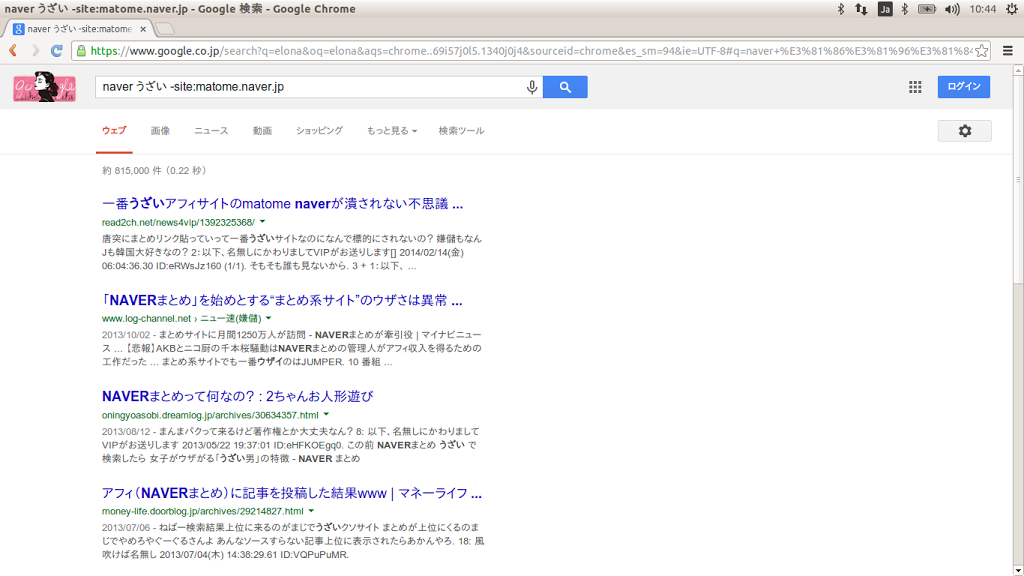 naver うざい -site:matome.naver.jp - Google 検索 - Google Chrome
Ja
10:44
naver うざい -site:matome
https://www.google.co.jp/search?q=elona&oq=elona&aqs=chrome..69i57j0l5.1340j0j4&sourceid=chrome&es_sm=94&ie=UTF-8#q=naver+%E3%81%86%E3%81%96%E3%81%84
naver うざい -site:matome.naver.jp
ログイン
ウェブ 画像 ニュース 動画 ショッピング もっと見る 検索ツール
約 815,000 件 (0.22 秒)
一番うざいアフィサイトのmatome naverが潰されない不思議 ...
read2ch.net/news4vip/1392325368/
唐突にまとめリンク貼っていって一番うざいサイトなのになんで標的にされないの? 嫌儲もなん
Jも韓国大好きなの? 2: 以下、名無しにかわりましてVIPがお送りします[] 2014/02/14(金)
06:04:36.30 ID:eRWsJz160 (1/1). そもそも誰も見ないから. 3 + 1: 以下、 ...
「NAVERまとめ」を始めとする“まとめ系サイト”のウザさは異常 ...
www.log-channel.net › ニュー速(嫌儲)
2013/10/02 - まとめサイトに月間1250万人が訪問 - NAVERまとめが牽引役 | マイナビニュー
ス ... 【悲報】AKBとニコ厨の千本桜騒動はNAVERまとめの管理人がアフィ収入を得るための
工作だった ... まとめ系サイトでも一番ウザイのはJUMPER. 10 番組 ...
NAVERまとめって何なの? : 2ちゃんお人形遊び
oningyoasobi.dreamlog.jp/archives/30634357.html
2013/08/12 - まんまパクって来るけど著作権とか大丈夫なん? 8: 以下、名無しにかわりまして
VIPがお送りします 2013/05/22 19:37:01 ID:eHFKOEgq0. この前 NAVERまとめ うざい で
検索したら 女子がウザがる「うざい男」の特徴 - NAVER まとめ
アフィ(NAVERまとめ)に記事を投稿した結果www | マネーライフ ...
money-life.doorblog.jp/archives/29214827.html
2013/07/06 - ねばー検索結果上位に来るのがまじでうざいクソサイト まとめが上位にくるのま
じでやめろやぐーぐるさんよ あんなソースすらない記事上位に表示されたらあかんやろ. 18: 風
吹けば名無し 2013/07/04(木) 14:38:29.61 ID:VQPuPuMR.